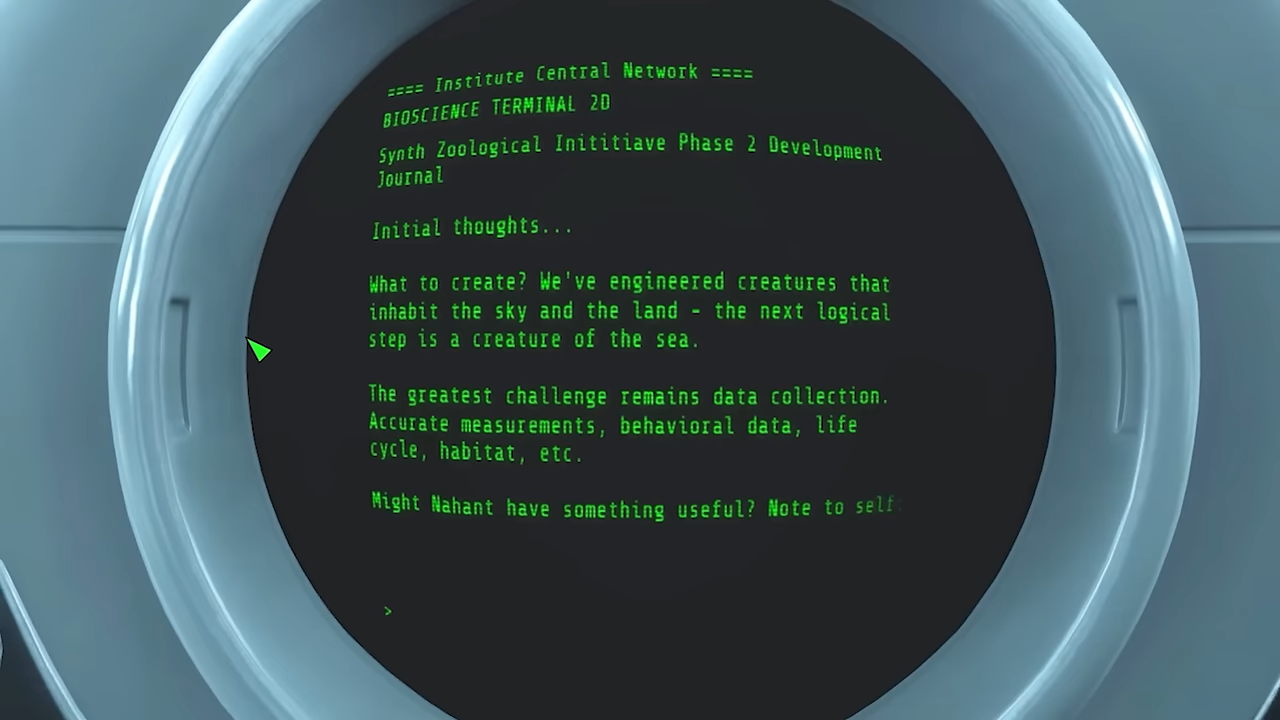 ==== Institute Central Network ====
BIOSCIENCE TERMINAL 2D
Synth Zoological Inititiave Phase 2 Development
Journal
Initial thoughts...
What to create? We've engineered creatures that
inhabit the sky and the land - the next logical
step is a creature of the sea.
The greatest challenge remains data collection.
Accurate measurements, behavioral data, life
cycle, habitat, etc.
Might Nahant have something useful? Note to self:
>